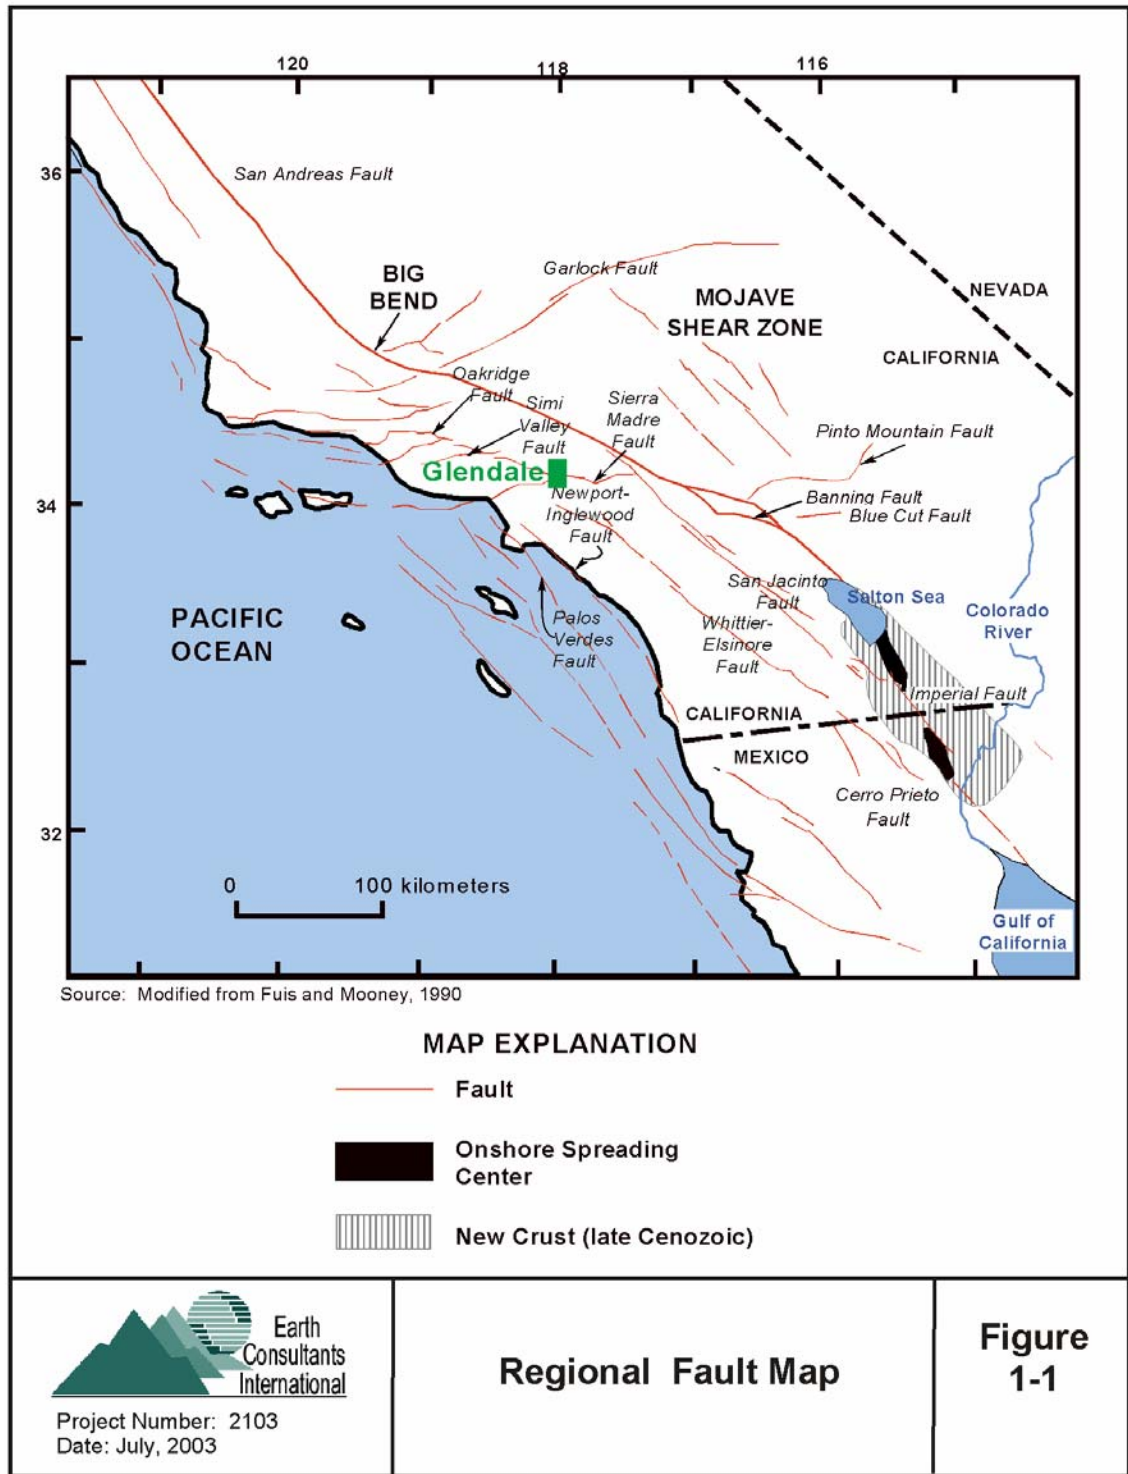 120
118
116
36
San Andreas Fault
BIG
BEND
Garlock Fault
MOJAVE
SHEAR ZONE
NEVADA
CALIFORNIA
Oakridge
Fault
Simi
Valley
Fault
Sierra
Madre
Fault
Pinto Mountain Fault
Glendale
34
Newport-
Inglewood
Fault
Banning Fault
Blue Cut Fault
San Jacinto
Fault
Salton Sea
Colorado
River
PACIFIC
OCEAN
Palos
Verdes
Fault
Whittier-
Elsinore
Fault
Imperial Fault
CALIFORNIA
MEXICO
Cerro Prieto
Fault
32
0 100 kilometers
Gulf of
California
Source: Modified from Fuis and Mooney, 1990
MAP EXPLANATION
Fault
Onshore Spreading
Center
New Crust (late Cenozoic)
Earth
Consultants
International
Project Number: 2103
Date: July, 2003
Regional Fault Map
Figure
1-1